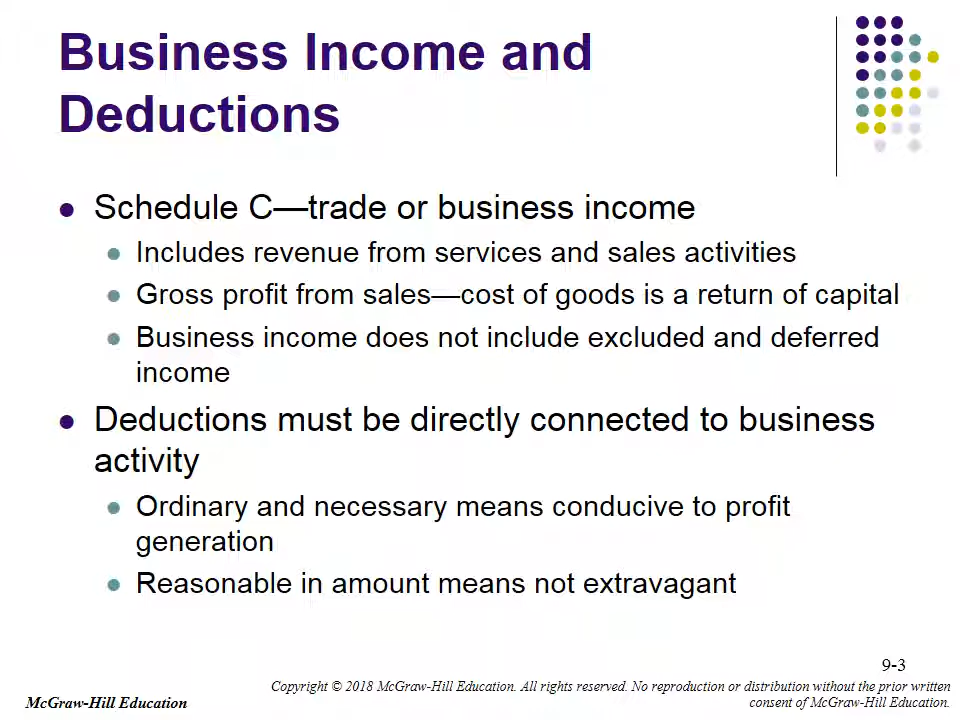 Business Income and
Deductions
Schedule C—trade or business income
Includes revenue from services and sales activities
Gross profit from sales—cost of goods is a return of capital
Business income does not include excluded and deferred
income
Deductions must be directly connected to business
activity
Ordinary and necessary means conducive to profit
generation
Reasonable in amount means not extravagant
9-3
Copyright © 2018 McGraw-Hill Education. All rights reserved. No reproduction or distribution without the prior written
consent of McGraw-Hill Education.
McGraw-Hill Education